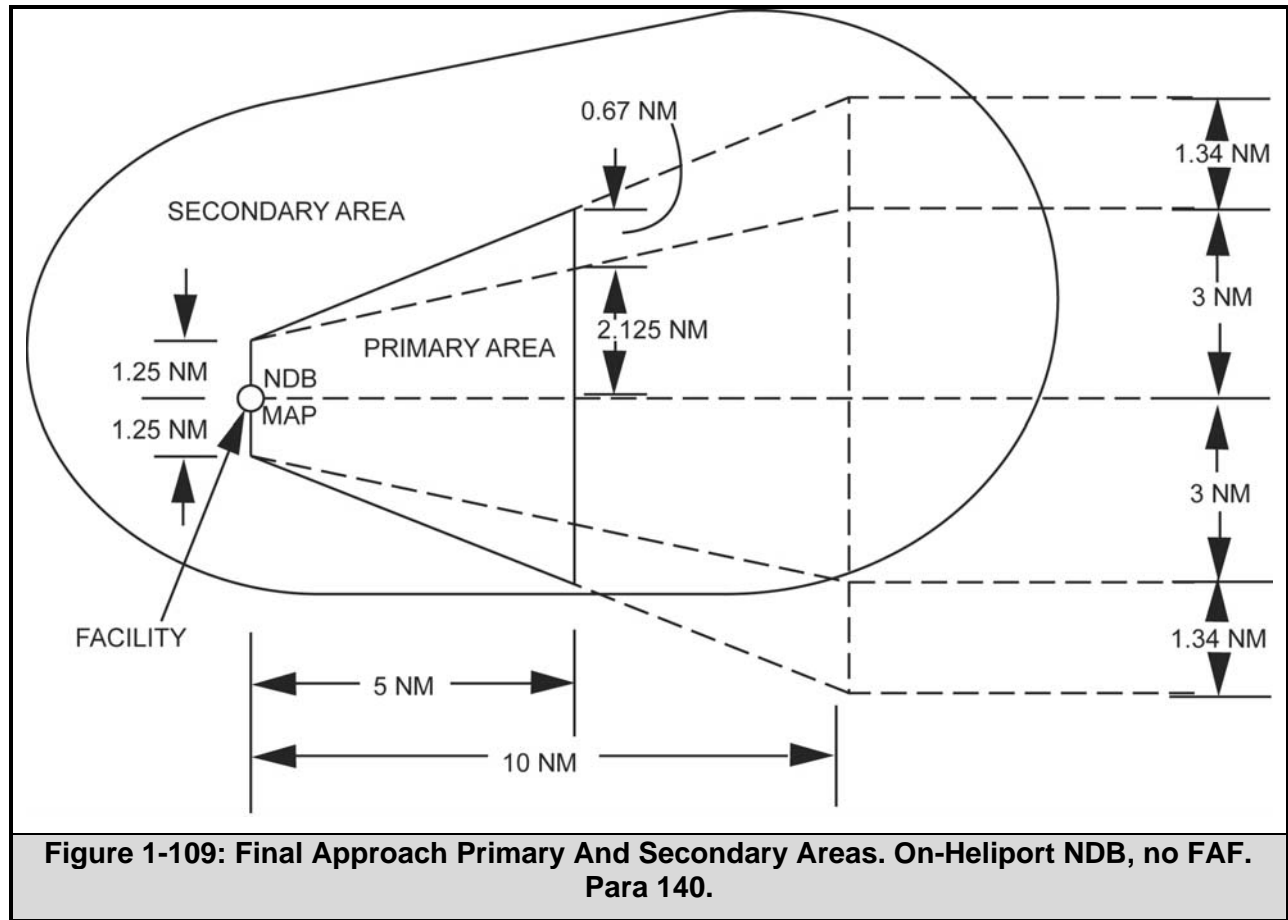 0.67 NM
1.34 NM
SECONDARY AREA
3 NM
2.125 NM
PRIMARY AREA
1.25 NM
NDB
MAP
1.25 NM
3 NM
FACILITY
1.34 NM
5 NM
10 NM
Figure 1-109: Final Approach Primary And Secondary Areas. On-Heliport NDB, no FAF.
Para 140.